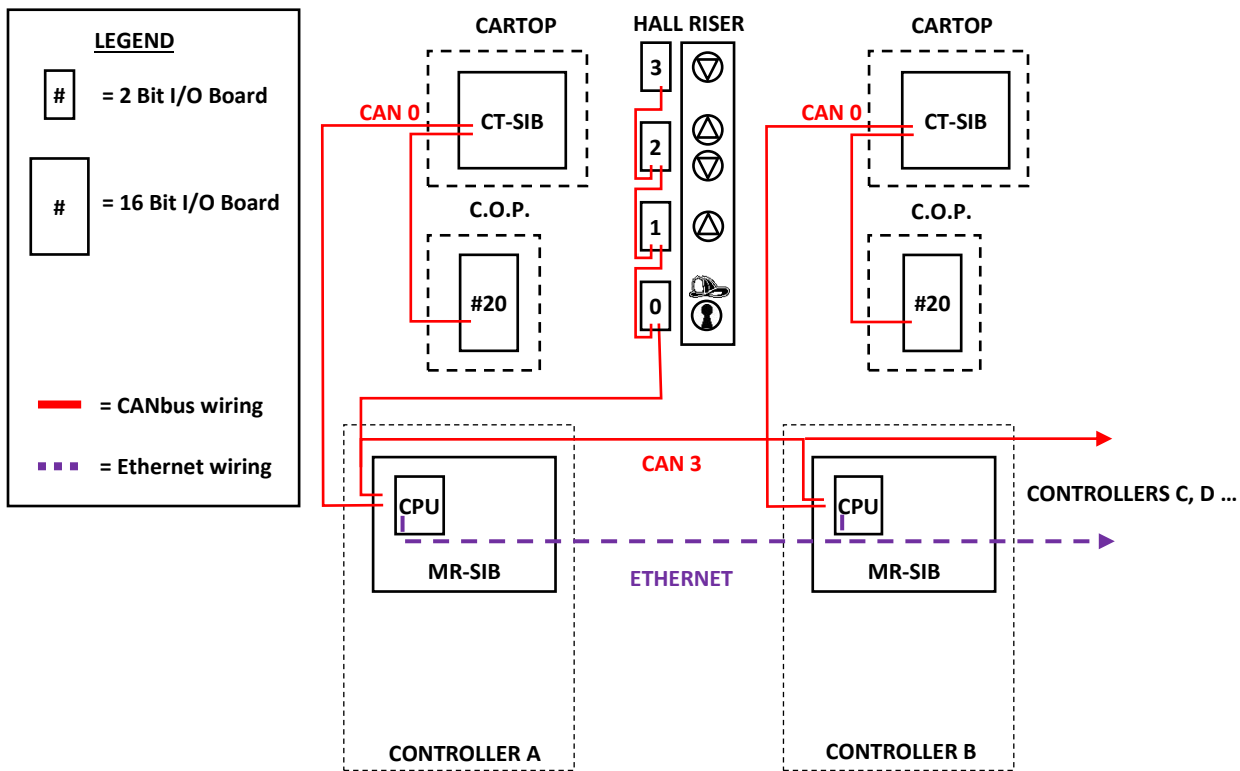 LEGEND
#
= 2 Bit I/O Board
#
= 16 Bit I/O Board
= CANbus wiring
= Ethernet wiring
CARTOP
CAN 0
CT-SIB
C.O.P.
#20
HALL RISER
3
2
1
0
CARTOP
CAN 0
CT-SIB
C.O.P.
#20
CAN 3
CONTROLLERS C, D ...
CPU
MR-SIB
ETHERNET
CPU
MR-SIB
CONTROLLER A
CONTROLLER B